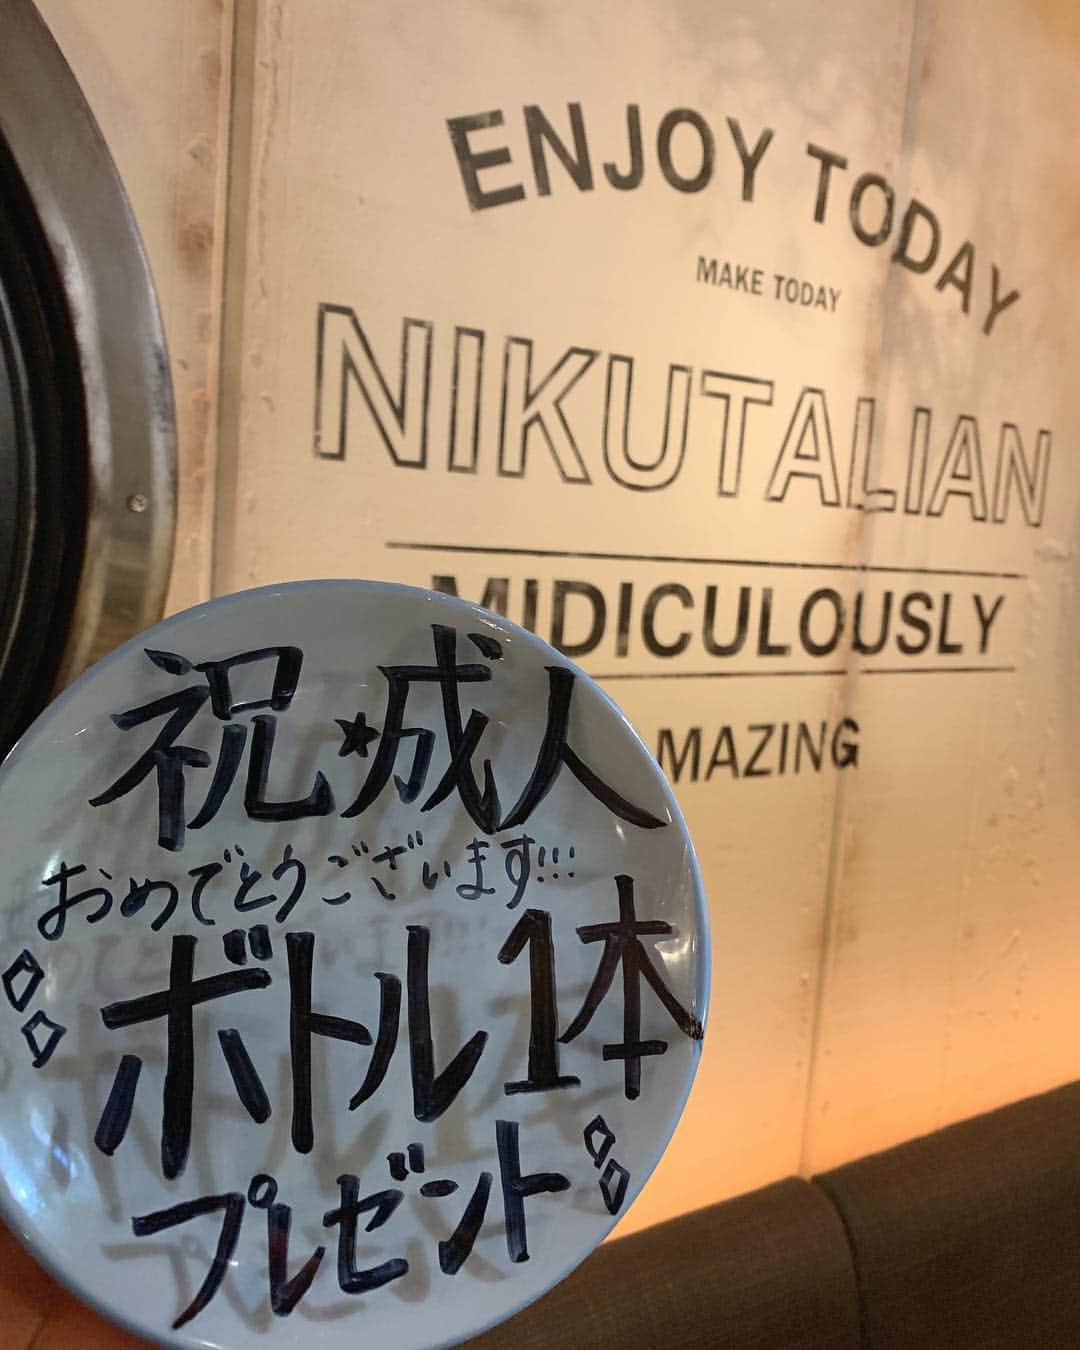 ENJOY TODAY
MAKE TODAY
NIKUTALIAN
MIDICULOUSLY
MAZING
祝★成人
おめでとうございます!!!
ボトル1本
プレゼント